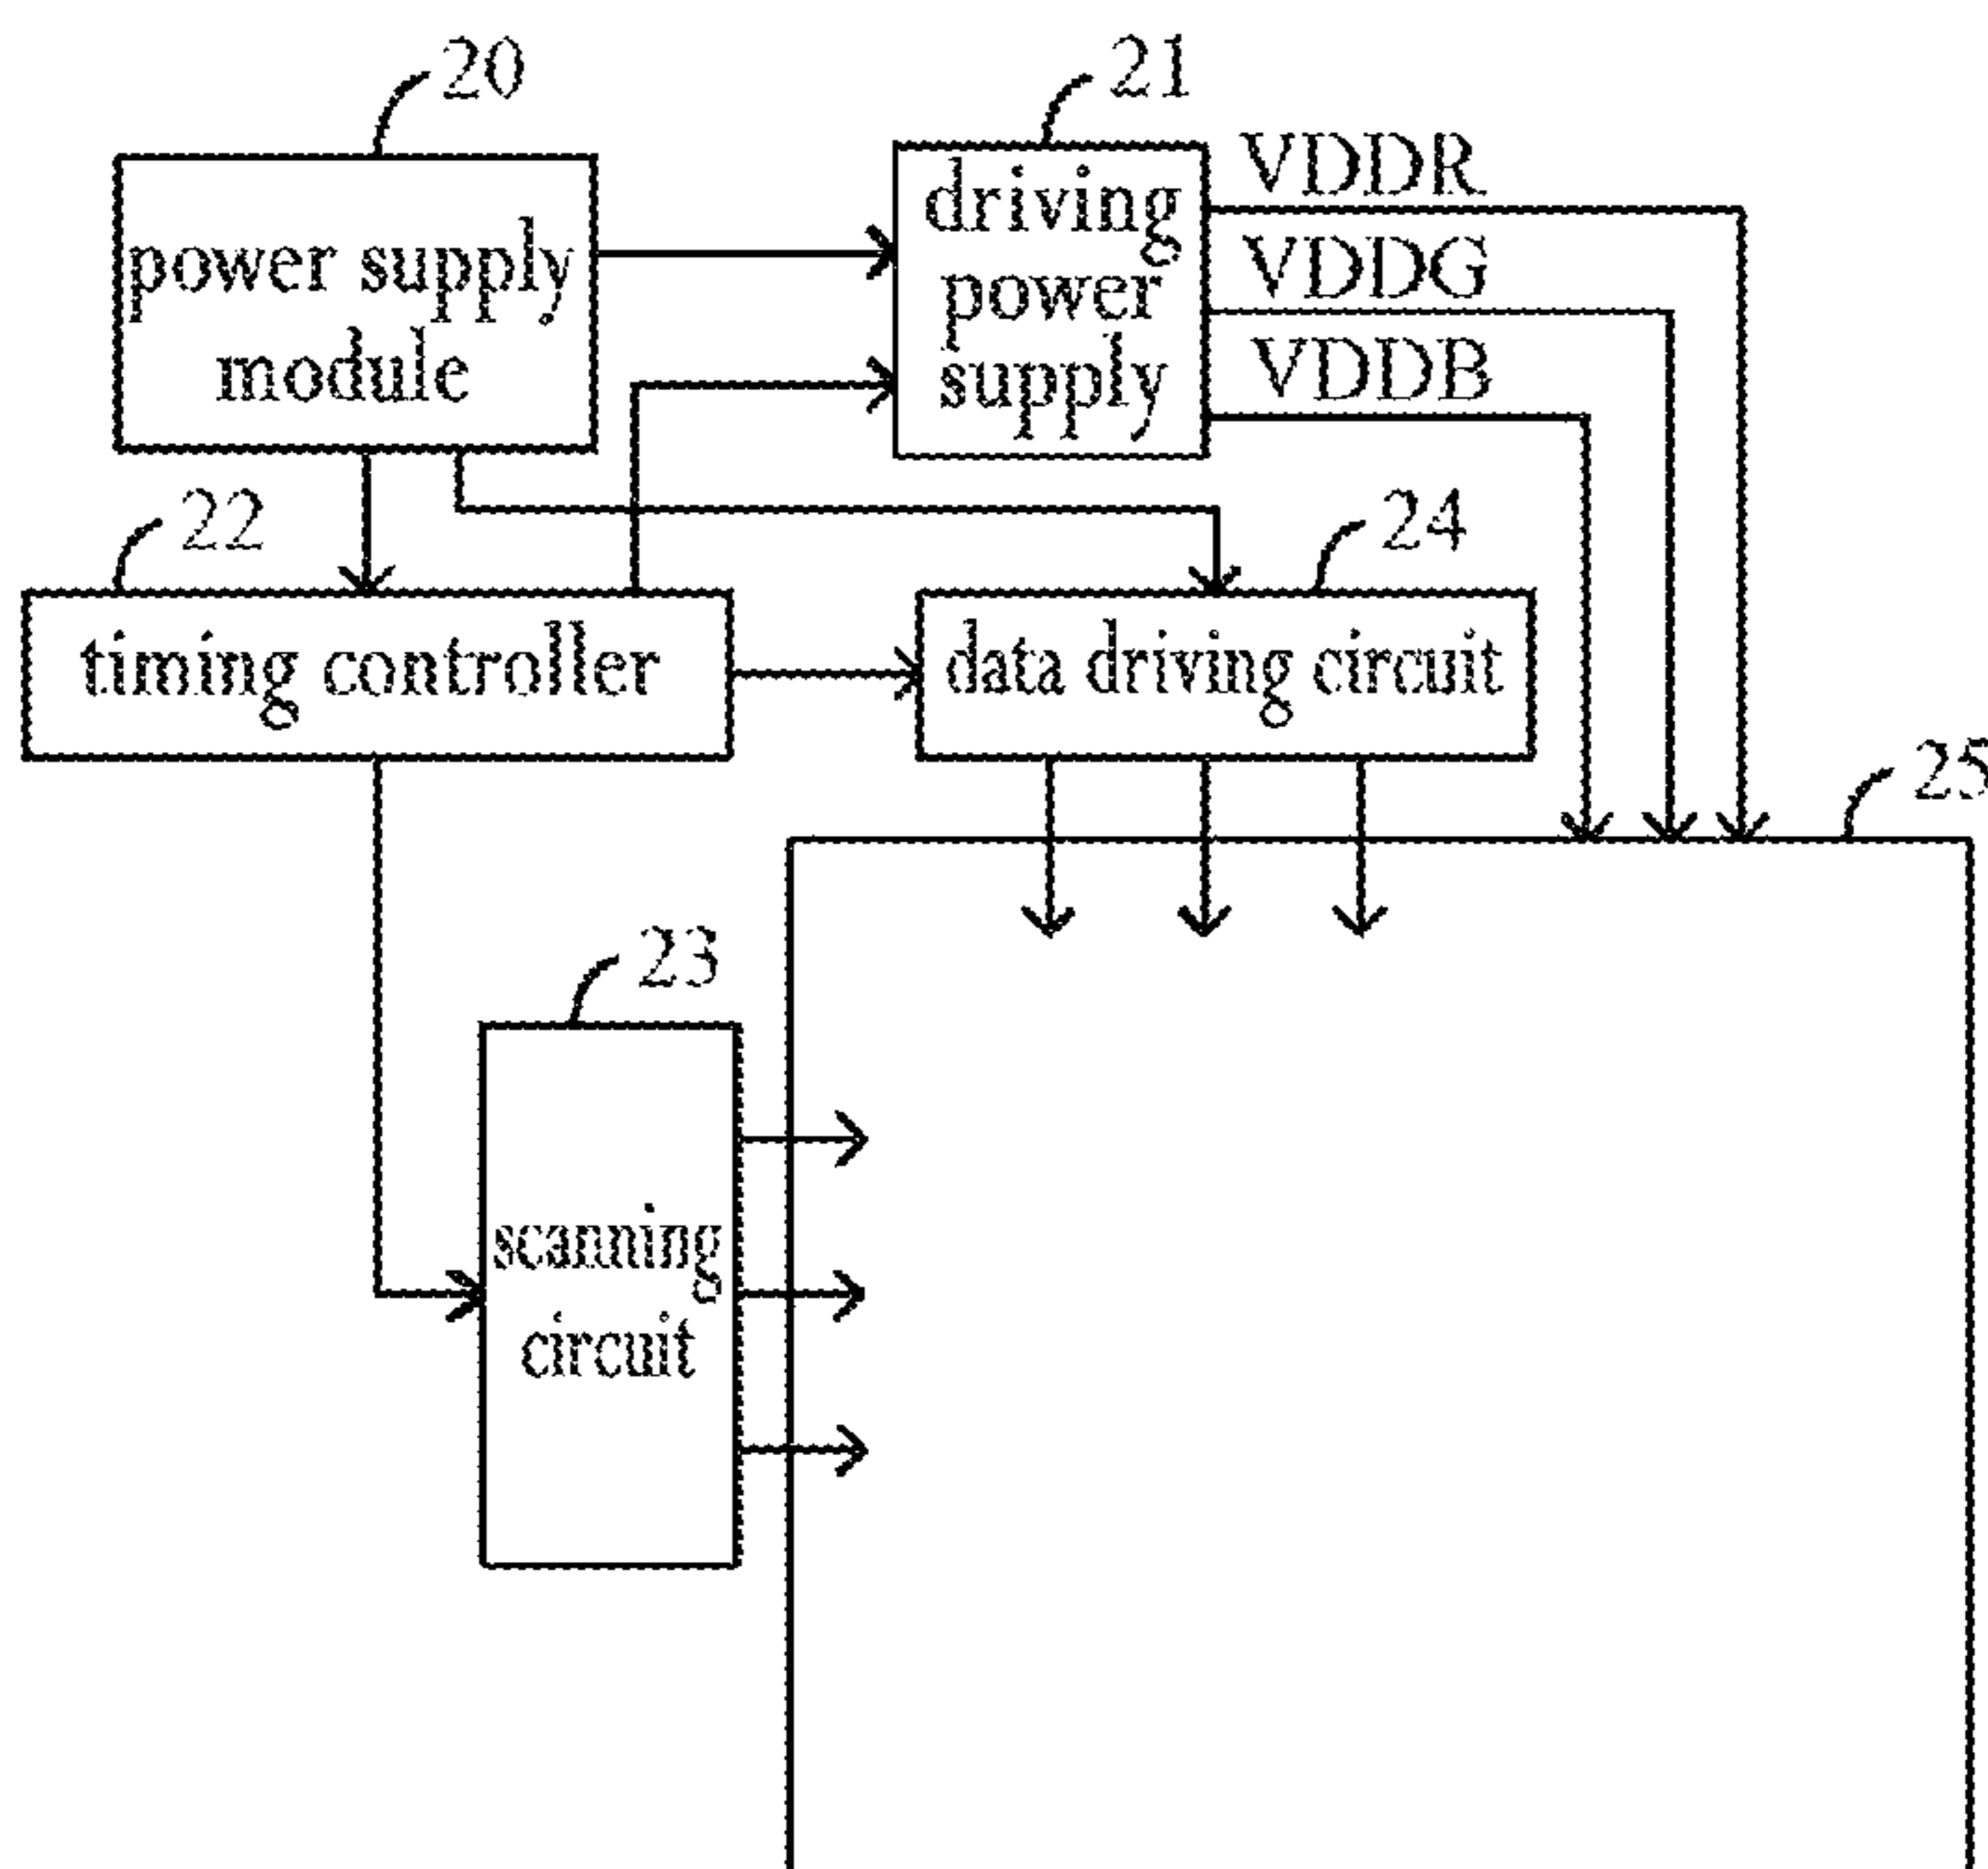 20
21
power supply
module
driving
power
supply
VDDR
VDDG
VDDB
22
24
timing controller
data driving circuit
25
23
scanning
circuit